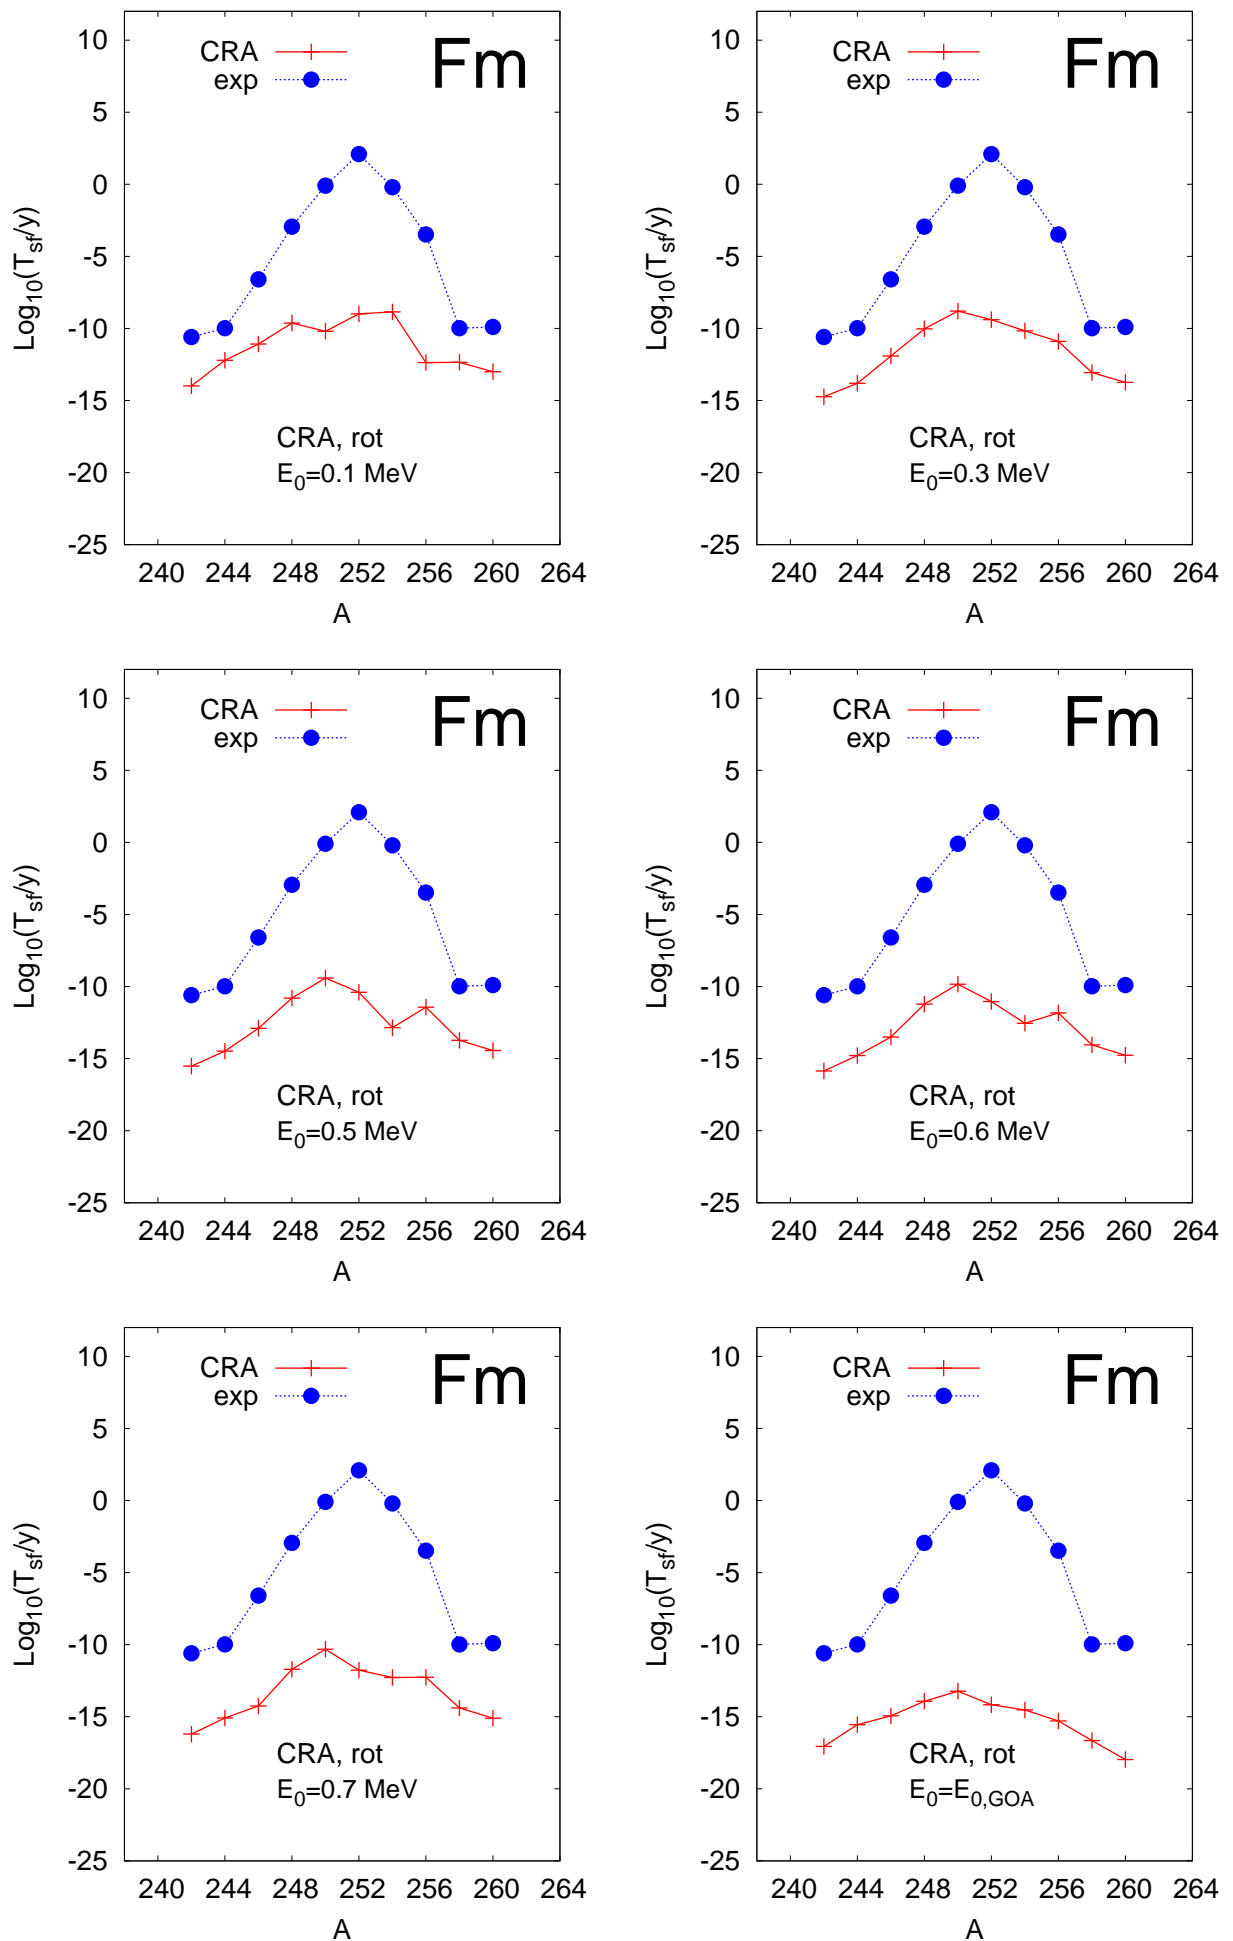 10
5
0
-5
-10
-15
-20
-25
240 244 248 252 256 260 264
A
Log10(Tsf/y)
CRA
exp
Fm
CRA, rot
E0=0.1 MeV
10
5
0
-5
-10
-15
-20
-25
240 244 248 252 256 260 264
A
Log10(Tsf/y)
CRA
exp
Fm
CRA, rot
E0=0.3 MeV
10
5
0
-5
-10
-15
-20
-25
240 244 248 252 256 260 264
A
Log10(Tsf/y)
CRA
exp
Fm
CRA, rot
E0=0.5 MeV
10
5
0
-5
-10
-15
-20
-25
240 244 248 252 256 260 264
A
Log10(Tsf/y)
CRA
exp
Fm
CRA, rot
E0=0.6 MeV
10
5
0
-5
-10
-15
-20
-25
240 244 248 252 256 260 264
A
Log10(Tsf/y)
CRA
exp
Fm
CRA, rot
E0=0.7 MeV
10
5
0
-5
-10
-15
-20
-25
240 244 248 252 256 260 264
A
Log10(Tsf/y)
CRA
exp
Fm
CRA, rot
E0=E0,GOA